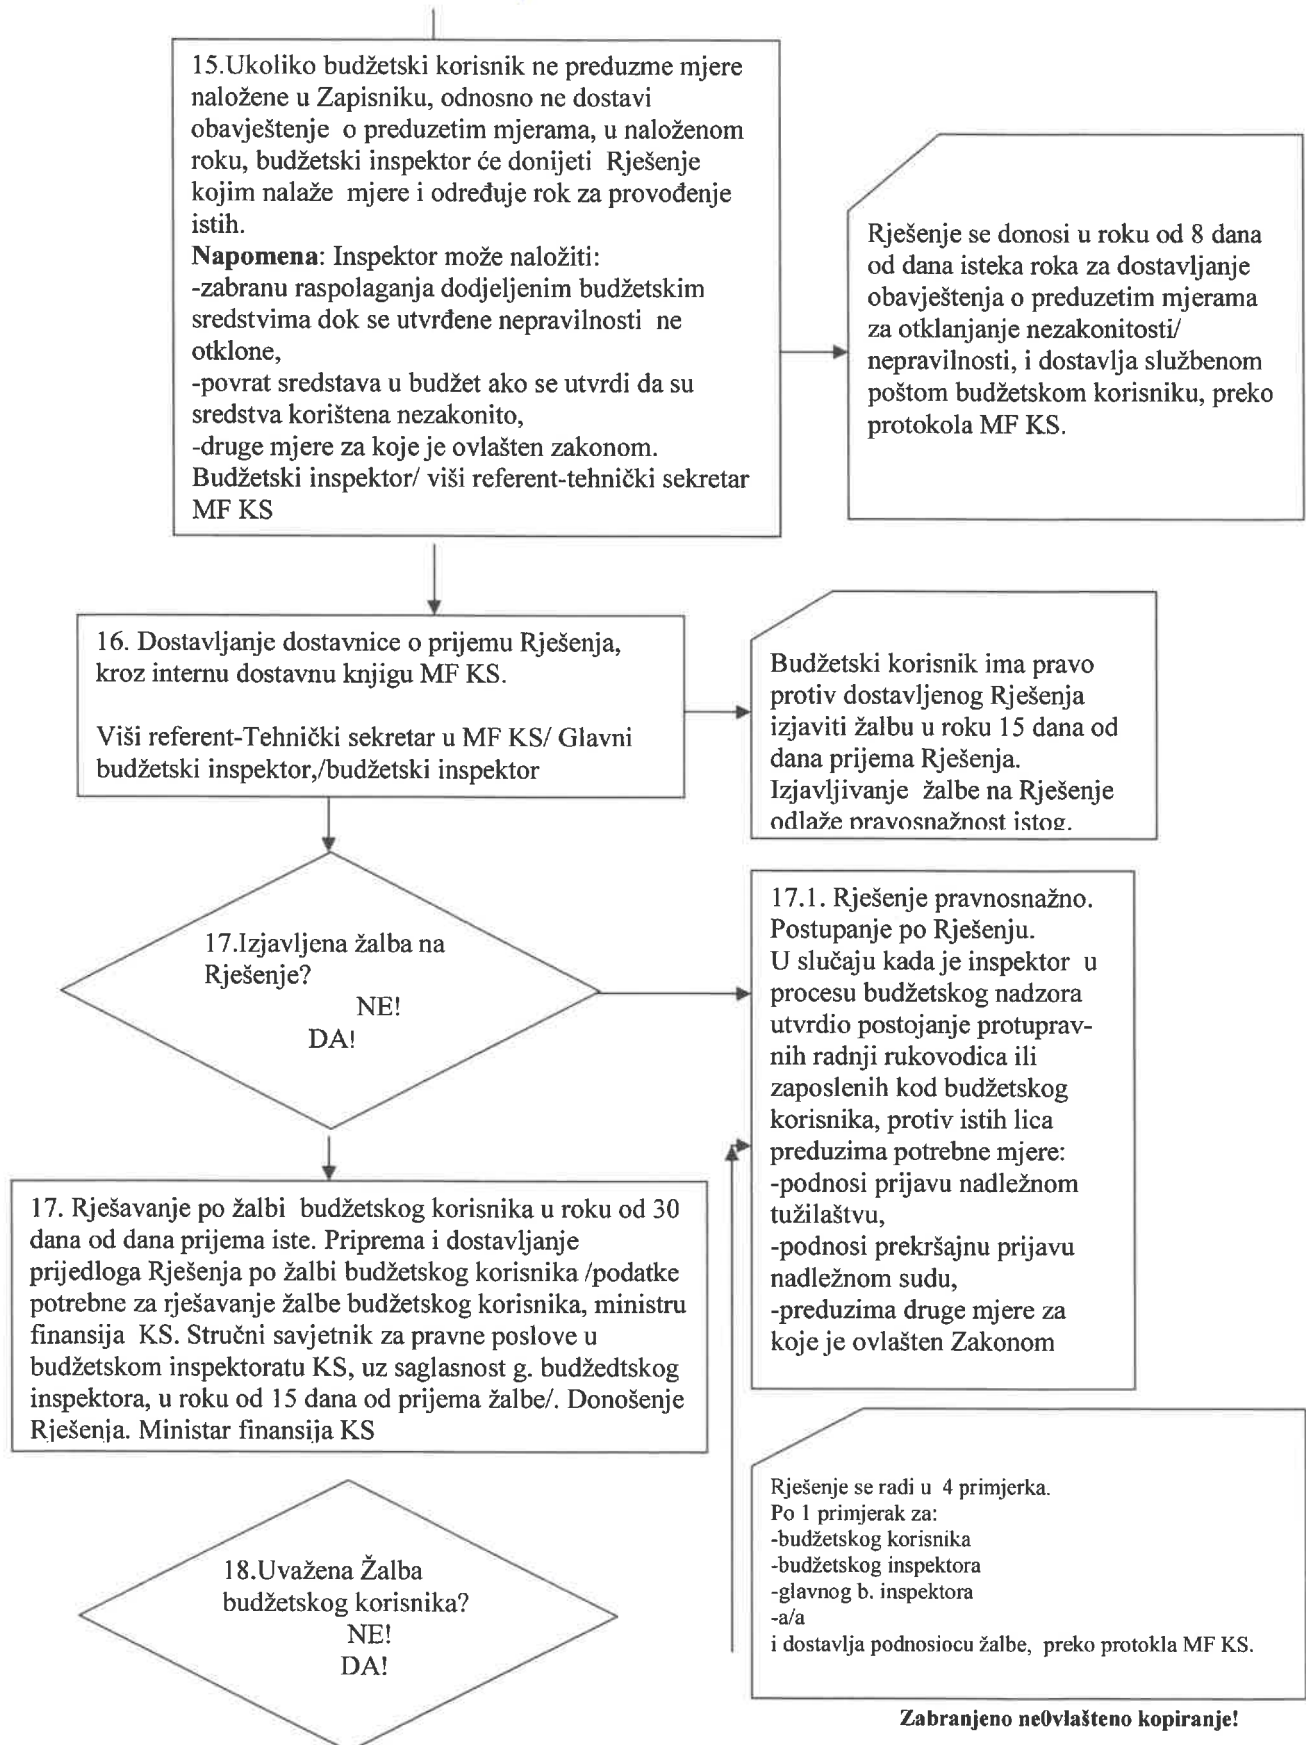 15.Ukoliko budžetski korisnik ne preduzme mjere
naložene u Zapisniku, odnosno ne dostavi
obavještenje o preduzetim mjerama, u naloženom
roku, budžetski inspektor će donijeti Rješenje
kojim nalaže mjere i određuje rok za provođenje
istih.
Napomena: Inspektor može naložiti:
-zabranu raspolaganja dodjeljenim budžetskim
sredstvima dok se utvrđene nepravilnosti ne
otklone,
-povrat sredstava u budžet ako se utvrdi da su
sredstva korištena nezakonito,
-druge mjere za koje je ovlašten zakonom.
Budžetski inspektor/ viši referent-tehnički sekretar
MF KS
Rješenje se donosi u roku od 8 dana
od dana isteka roka za dostavljanje
obavještenja o preduzetim mjerama
za otklanjanje nezakonitosti/
nepravilnosti, i dostavlja službenom
poštom budžetskom korisniku, preko
protokola MF KS.
16. Dostavljanje dostavnice o prijemu Rješenja,
kroz internu dostavnu knjigu MF KS.
Viši referent-Tehnički sekretar u MF KS/ Glavni
budžetski inspektor,/budžetski inspektor
Budžetski korisnik ima pravo
protiv dostavljenog Rješenja
izjaviti žalbu u roku 15 dana od
dana prijema Rješenja.
Izjavljivanje žalbe na Rješenje
odlaže pravosnažnost istog.
17.Izjavljena žalba na
Rješenje?
NE!
DA!
17.1. Rješenje pravnosnažno.
Postupanje po Rješenju.
U slučaju kada je inspektor u
procesu budžetskog nadzora
utvrdio postojanje protuprav-
nih radnji rukovodica ili
zaposlenih kod budžetskog
korisnika, protiv istih lica
preduzima potrebne mjere:
-podnosi prijavu nadležnom
tužilaštvu,
-podnosi prekršajnu prijavu
nadležnom sudu,
-preduzima druge mjere za
koje je ovlašten Zakonom
17. Rješavanje po žalbi budžetskog korisnika u roku od 30
dana od dana prijema iste. Priprema i dostavljanje
prijedloga Rješenja po žalbi budžetskog korisnika /podatke
potrebne za rješavanje žalbe budžetskog korisnika, ministru
finansija KS. Stručni savjetnik za pravne poslove u
budžetskom inspektoratu KS, uz saglasnost g. budžedtskog
inspektora, u roku od 15 dana od prijema žalbe/. Donošenje
Rješenja. Ministar finansija KS
18.Uvažena Žalba
budžetskog korisnika?
NE!
DA!
Rješenje se radi u 4 primjerka.
Po 1 primjerak za:
-budžetskog korisnika
-budžetskog inspektora
-glavnog b. inspektora
-a/a
i dostavlja podnosiocu žalbe, preko protokla MF KS.
Zabranjeno ne0vlašteno kopiranje!